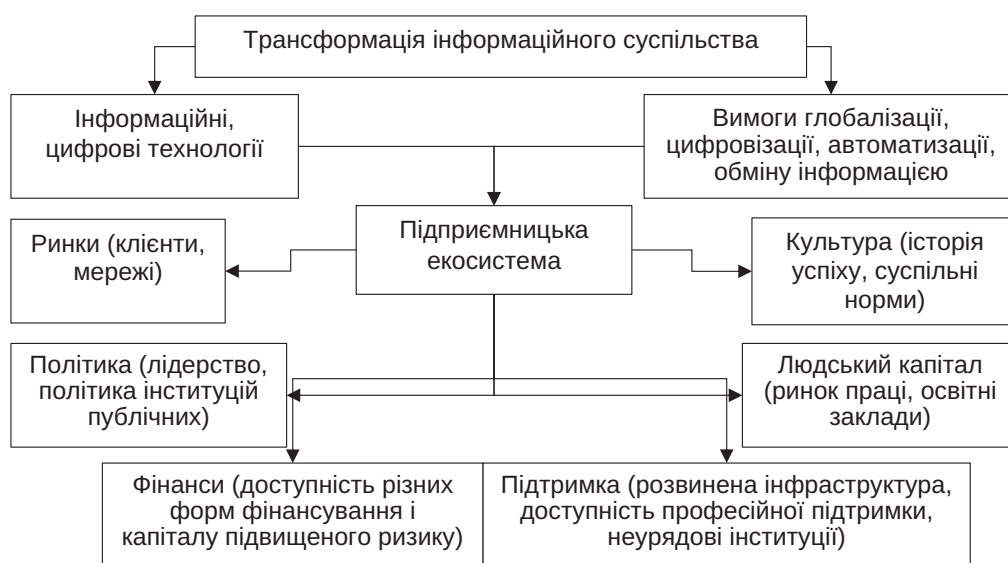 Трансформація інформаційного суспільства
Інформаційні,
цифрові технології
Вимоги глобалізації,
цифровізації, автоматизації,
обміну інформацією
Підприємницька
екосистема
Ринки (клієнти,
мережі)
Культура (історія
успіху, суспільні
норми)
Політика (лідерство,
політика інституцій
публічних)
Людський капітал
(ринок праці, освітні
заклади)
Фінанси (доступність різних
форм фінансування і
капіталу підвищеного ризику)
Підтримка (розвинена інфраструктура,
доступність професійної підтримки,
неурядові інституції)